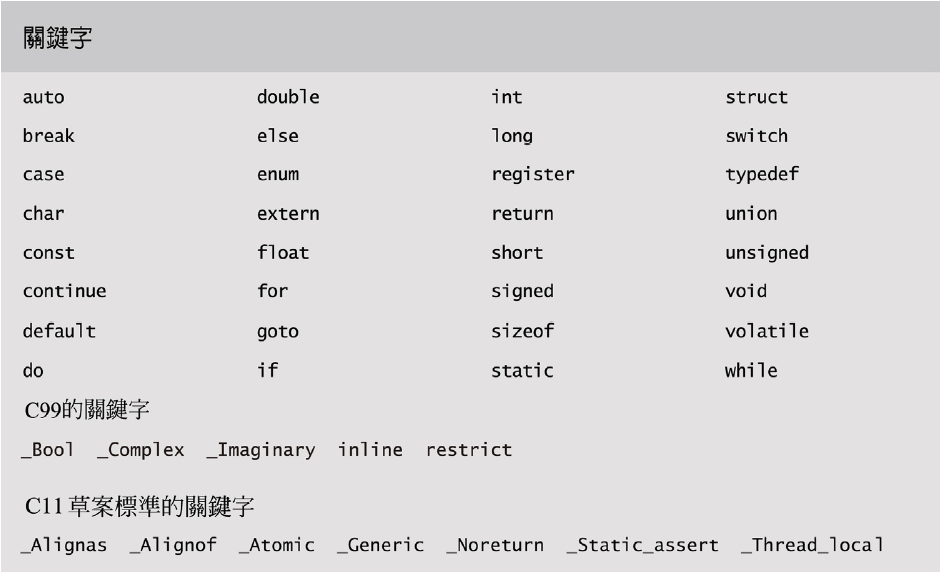 關鍵字
auto double int struct
break else long switch
case enum register typedef
char extern return union
const float short unsigned
continue for signed void
default goto sizeof volatile
do if static while
C99的關鍵字
_Bool _Complex _Imaginary inline restrict
C11 草案標準的關鍵字
_Alignas _Alignof _Atomic _Generic _Noreturn _Static_assert _Thread_local